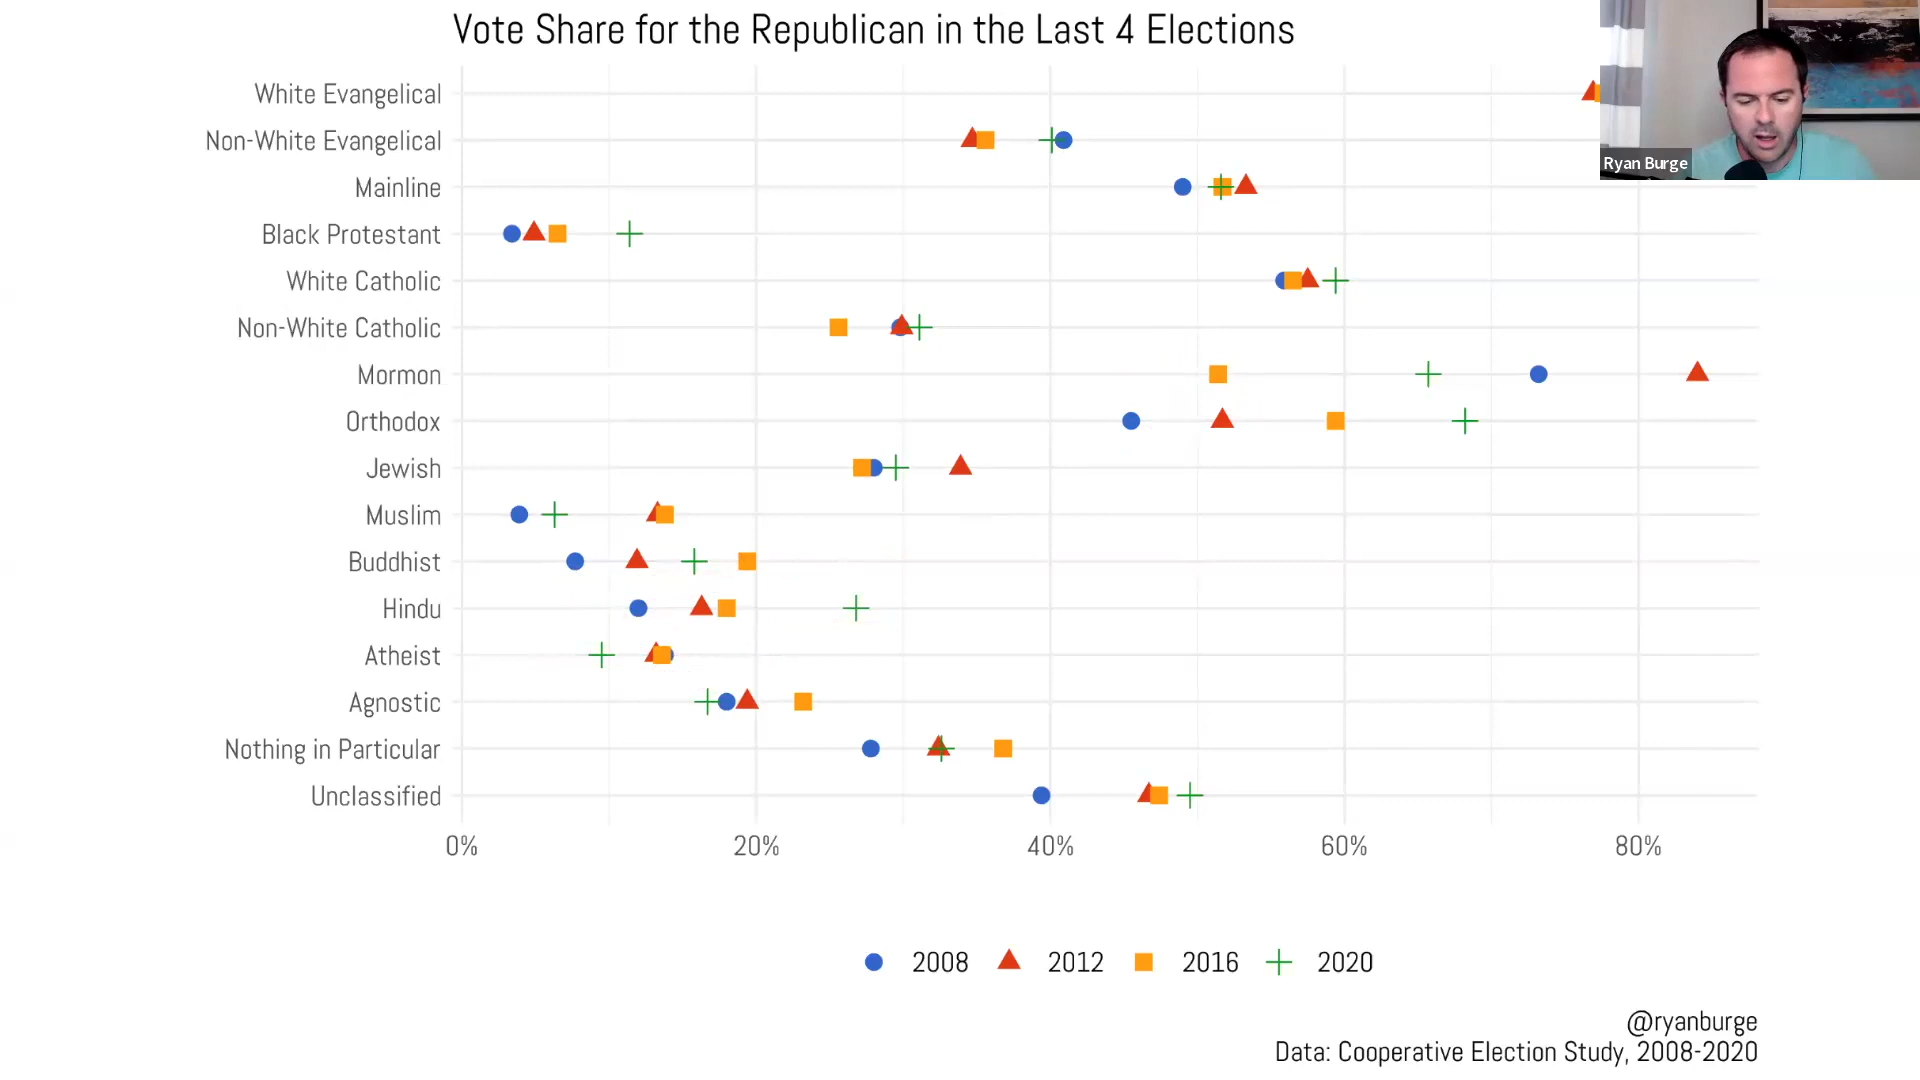 Vote Share for the Republican in the Last 4 Elections
White Evangelical
Non-White Evangelical
Mainline
Black Protestant
White Catholic
Non-White Catholic
Mormon
Orthodox
Jewish
Muslim
Buddhist
Hindu
Atheist
Agnostic
Nothing in Particular
Unclassified
0% 20% 40% 60% 80%
2008 2012 2016 2020
@ryanburge
Data: Cooperative Election Study, 2008-2020
Ryan Burge